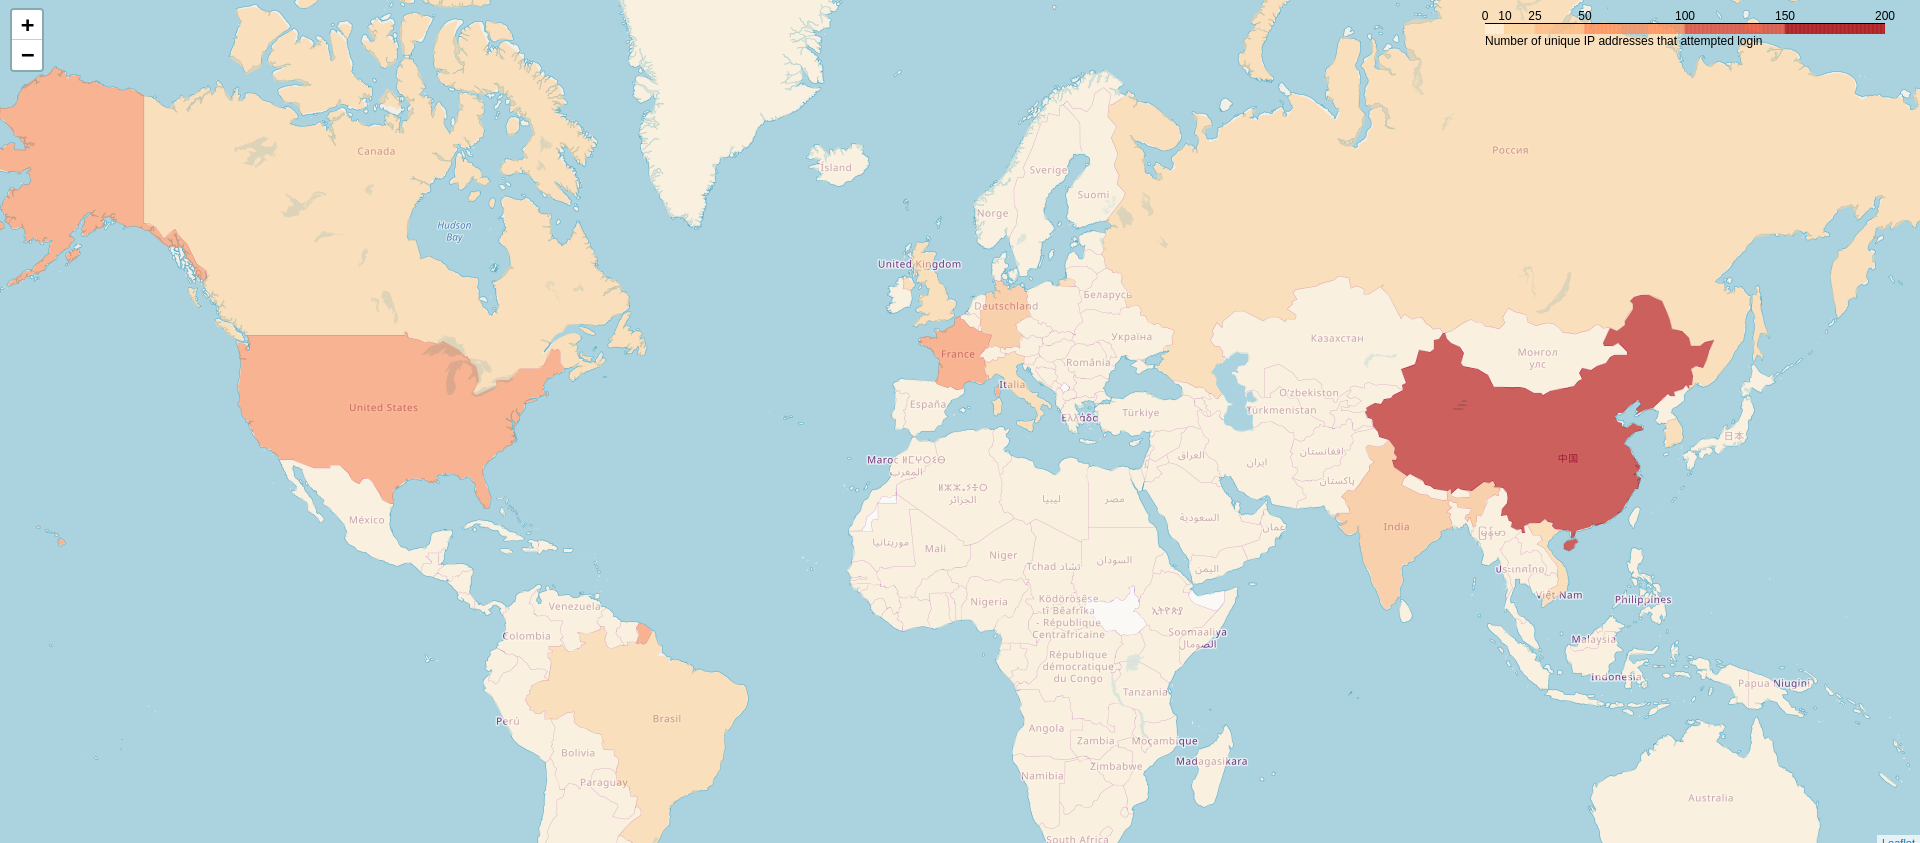 +
−
0 10 25 50 100 150 200
Number of unique IP addresses that attempted login
Canada
Hudson
Bay
United States
México
Venezuela
Colombia
Perú
Brasil
Bolivia
Paraguay
Ísland
Sverige
Suomi
Norge
United Kingdom
Deutschland
Беларусь
Україна
France
România
Italia
España
Ελλάδα
Türkiye
Россия
Казахстан
Монгол
улс
O'zbekiston
Türkmenistan
中国
日本
Maroc ⵍⵎⵖⵔⵉⴱ
المغرب
الجزائر
ليبيا
مصر
العراق
ایران
افغانستان
پاکستان
السعودية
عمان
اليمن
India
موريتانيا
Mali
Niger
Tchad تشاد
السودان
Nigeria
Ködörösêse
tî Bêafrîka
- République
Centrafricaine
ኢትዮጵያ
Soomaaliya
الصومال
République
démocratique
du Congo
Tanzania
Angola
Zambia
Moçambique
Zimbabwe
Madagasikara
Namibia
South Africa
ประเทศไทย
Việt Nam
Philippines
Malaysia
Indonesia
Papua Niugini
Australia
Leaflet